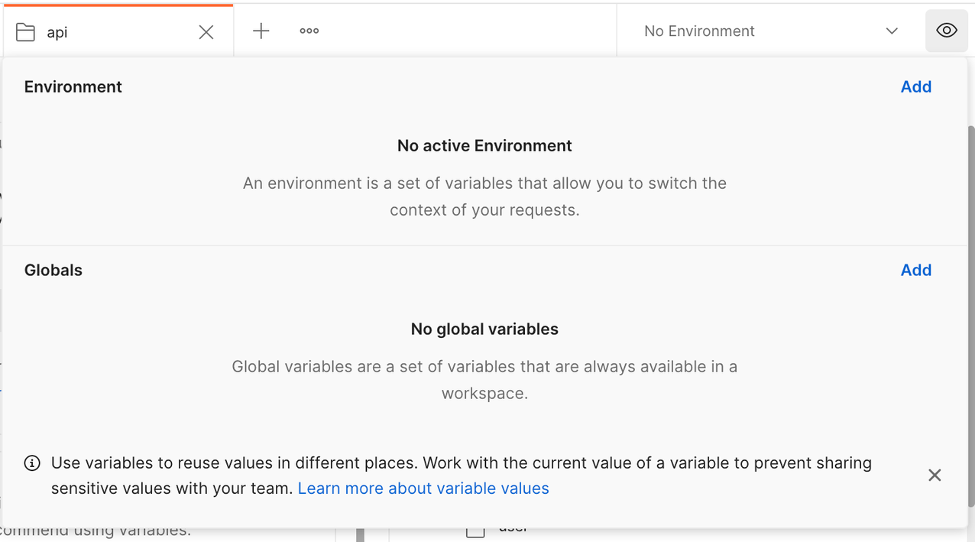 api
No Environment
Environment
Add
No active Environment
An environment is a set of variables that allow you to switch the
context of your requests.
Globals
Add
No global variables
Global variables are a set of variables that are always available in a
workspace.
Use variables to reuse values in different places. Work with the current value of a variable to prevent sharing
sensitive values with your team. Learn more about variable values
using variables.
user